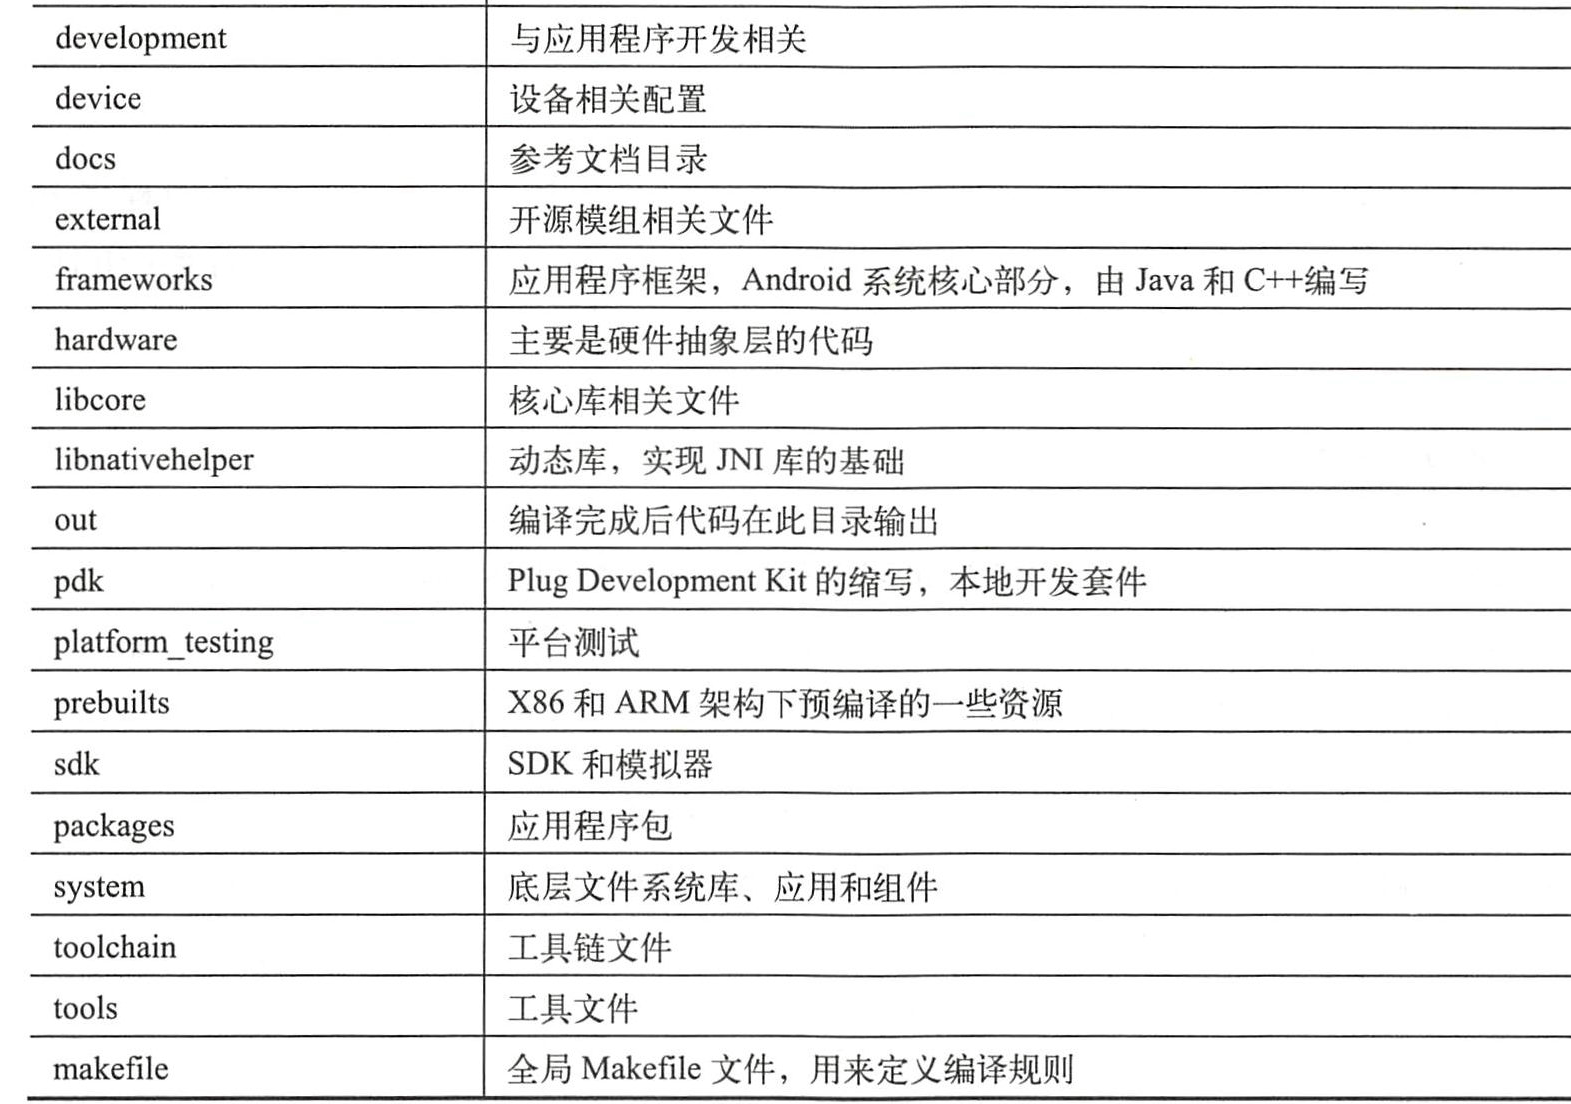 development 与应用程序开发相关
device 设备相关配置
docs 参考文档目录
external 开源模组相关文件
frameworks 应用程序框架，Android 系统核心部分，由 Java 和 C++编写
hardware 主要是硬件抽象层的代码
libcore 核心库相关文件
libnativehelper 动态库，实现 JNI 库的基础
out 编译完成后代码在此目录输出
pdk Plug Development Kit 的缩写，本地开发套件
platform_testing 平台测试
prebuilts X86 和 ARM 架构下预编译的一些资源
sdk SDK 和模拟器
packages 应用程序包
system 底层文件系统库、应用和组件
toolchain 工具链文件
tools 工具文件
makefile 全局 Makefile 文件，用来定义编译规则